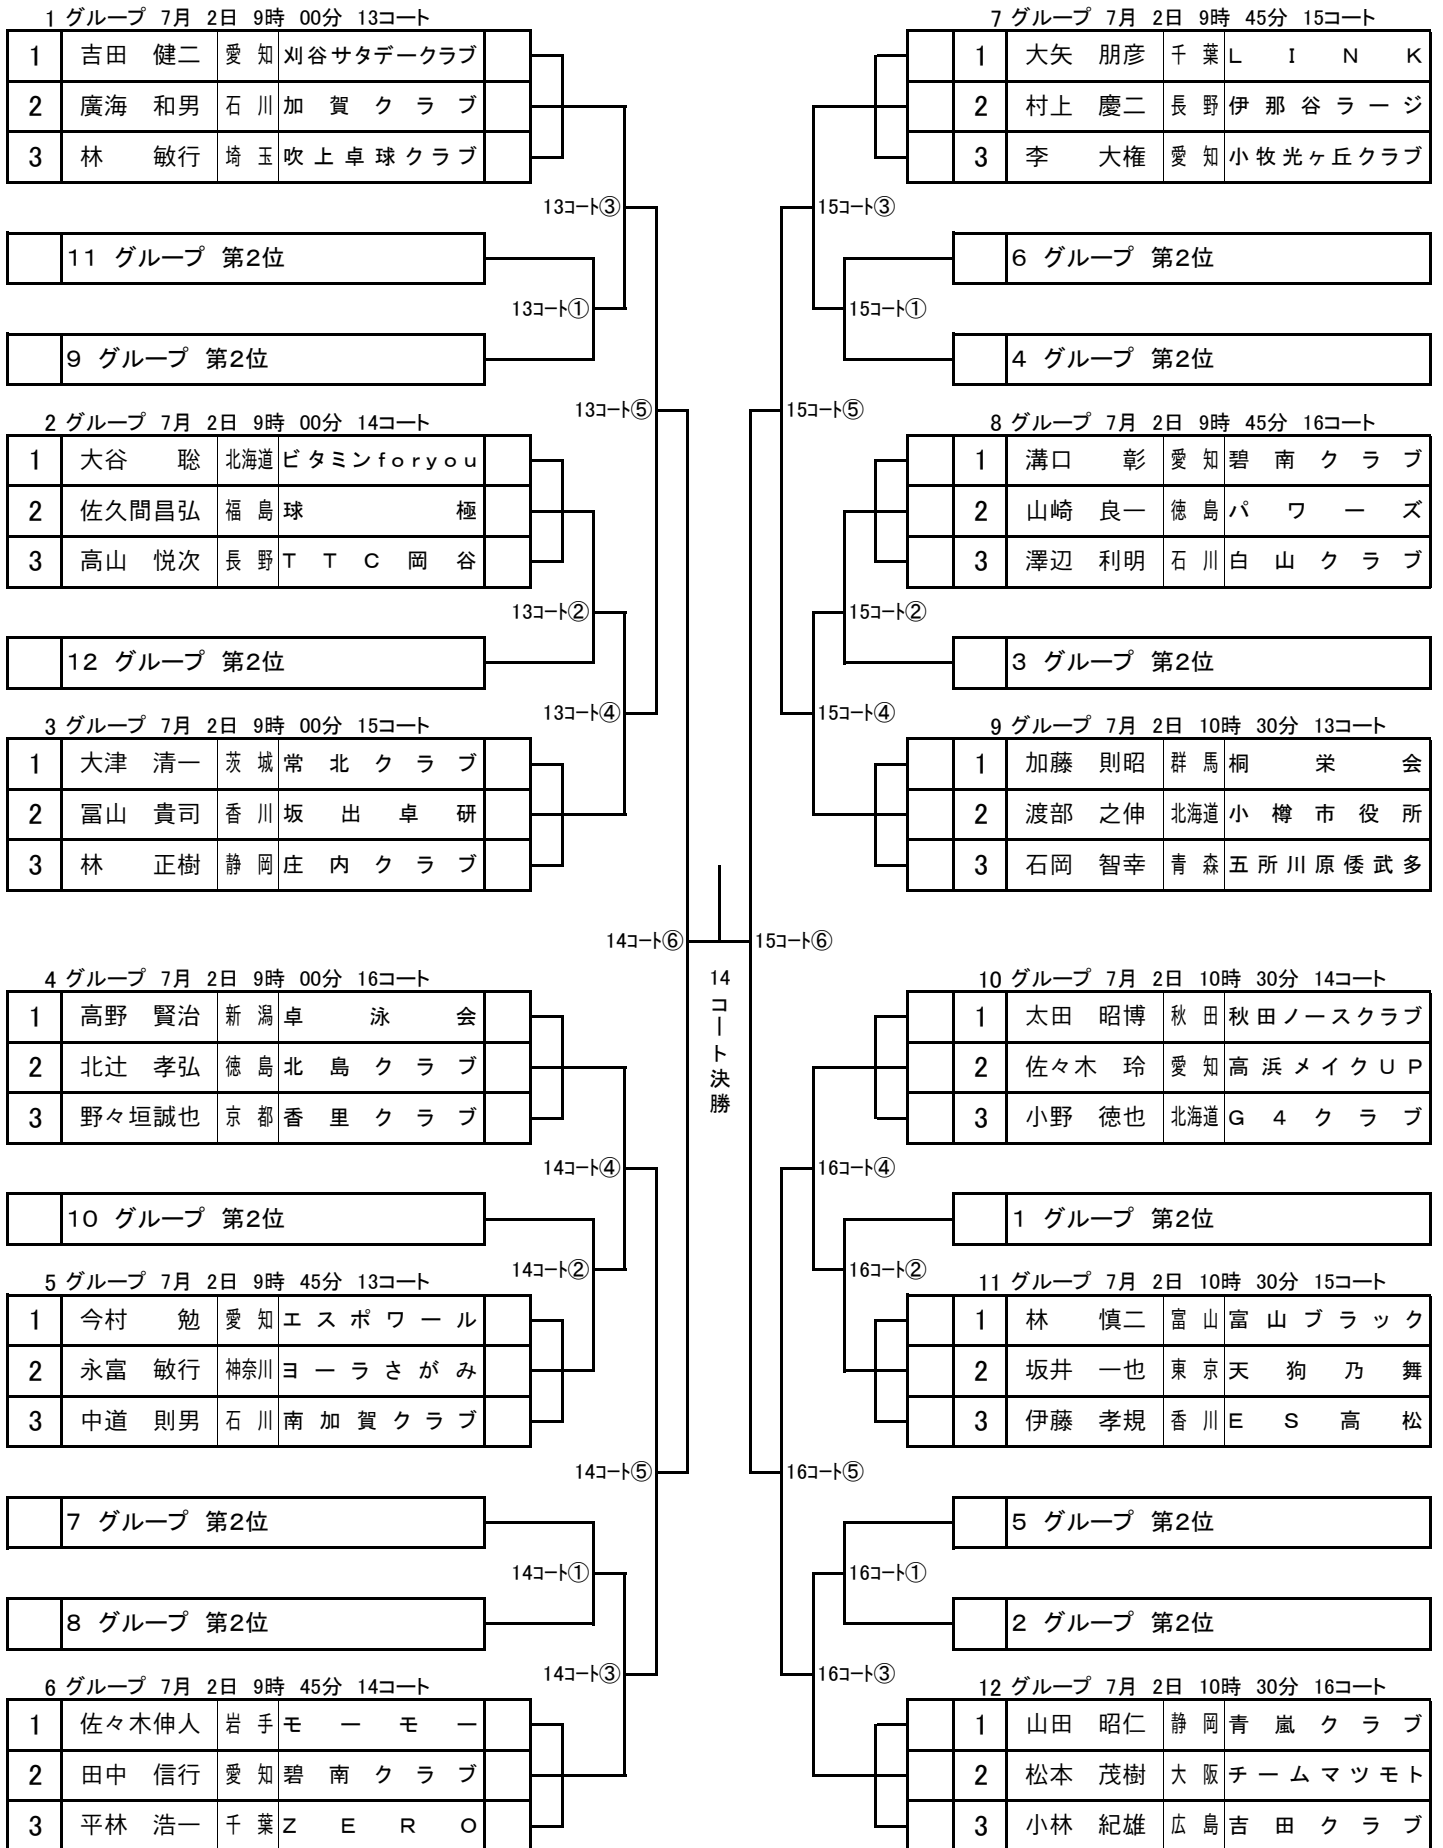 1 グループ 7月 2日 9時 00分 13コート
1 吉田 健二 愛知 刈谷サタデークラブ
2 廣海 和男 石川 加賀クラブ
3 林 敏行 埼玉 吹上卓球クラブ
13コート③
11 グループ 第2位
13コート①
9 グループ 第2位
13コート⑤
2 グループ 7月 2日 9時 00分 14コート
1 大谷 聡 北海道 ビタミンforyou
2 佐久間昌弘 福島 球極
3 高山 悦次 長野 TTC岡谷
13コート②
12 グループ 第2位
13コート④
3 グループ 7月 2日 9時 00分 15コート
1 大津 清一 茨城 常北クラブ
2 冨山 貴司 香川 坂出卓研
3 林 正樹 静岡 庄内クラブ
14コート⑥
4 グループ 7月 2日 9時 00分 16コート
1 高野 賢治 新潟 卓泳会
2 北辻 孝弘 徳島 北島クラブ
3 野々垣誠也 京都 香里クラブ
14コート④
10 グループ 第2位
14コート②
5 グループ 7月 2日 9時 45分 13コート
1 今村 勉 愛知 エスポワール
2 永富 敏行 神奈川 ヨーラさがみ
3 中道 則男 石川 南加賀クラブ
14コート⑤
7 グループ 第2位
14コート①
8 グループ 第2位
14コート③
6 グループ 7月 2日 9時 45分 14コート
1 佐々木伸人 岩手 モーモー
2 田中 信行 愛知 碧南クラブ
3 平林 浩一 千葉 ZERO
14コート決勝
7 グループ 7月 2日 9時 45分 15コート
1 大矢 朋彦 千葉 LINK
2 村上 慶二 長野 伊那谷ラージ
3 李 大権 愛知 小牧光ヶ丘クラブ
15コート③
6 グループ 第2位
15コート①
4 グループ 第2位
15コート⑤
8 グループ 7月 2日 9時 45分 16コート
1 溝口 彰 愛知 碧南クラブ
2 山崎 良一 徳島 パワーズ
3 澤辺 利明 石川 白山クラブ
15コート②
3 グループ 第2位
15コート④
9 グループ 7月 2日 10時 30分 13コート
1 加藤 則昭 群馬 桐栄会
2 渡部 之伸 北海道 小樽市役所
3 石岡 智幸 青森 五所川原倭武多
15コート⑥
10 グループ 7月 2日 10時 30分 14コート
1 太田 昭博 秋田 秋田ノースクラブ
2 佐々木 玲 愛知 高浜メイクUP
3 小野 徳也 北海道 G4クラブ
16コート④
1 グループ 第2位
16コート②
11 グループ 7月 2日 10時 30分 15コート
1 林 慎二 富山 富山ブラック
2 坂井 一也 東京 天狗乃舞
3 伊藤 孝規 香川 ES高松
16コート⑤
5 グループ 第2位
16コート①
2 グループ 第2位
16コート③
12 グループ 7月 2日 10時 30分 16コート
1 山田 昭仁 静岡 青嵐クラブ
2 松本 茂樹 大阪 チームマツモト
3 小林 紀雄 広島 吉田クラブ